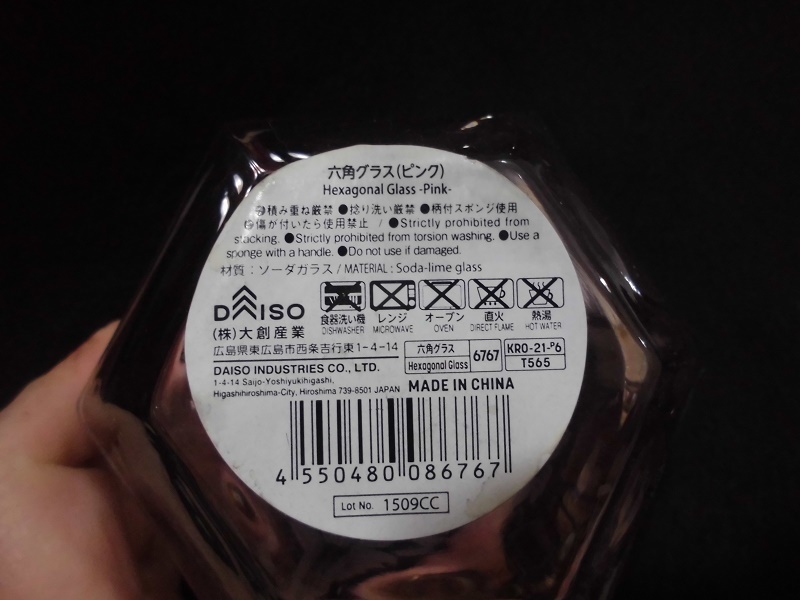 六角グラス(ピンク)
Hexagonal Glass -Pink-
●積み重ね厳禁 ●捻り洗い厳禁 ●柄付スポンジ使用
●傷が付いたら使用禁止 / ●Strictly prohibited from
stacking. ●Strictly prohibited from torsion washing. ●Use a
sponge with a handle. ●Do not use if damaged.
材質：ソーダガラス / MATERIAL : Soda-lime glass
DAISO
食器洗い機 レンジ オーブン 直火 熱湯
DISHWASHER MICROWAVE OVEN DIRECT FLAME HOT WATER
(株)大創産業
広島県東広島市西条吉行東1-4-14
六角グラス
Hexagonal Glass
6767
KRO-21-P6
T565
DAISO INDUSTRIES CO., LTD.
1-4-14 Saijo-Yoshiyukihigashi,
Higashihiroshima-City, Hiroshima 739-8501 JAPAN
MADE IN CHINA
4 550480 086767
Lot No. 1509CC